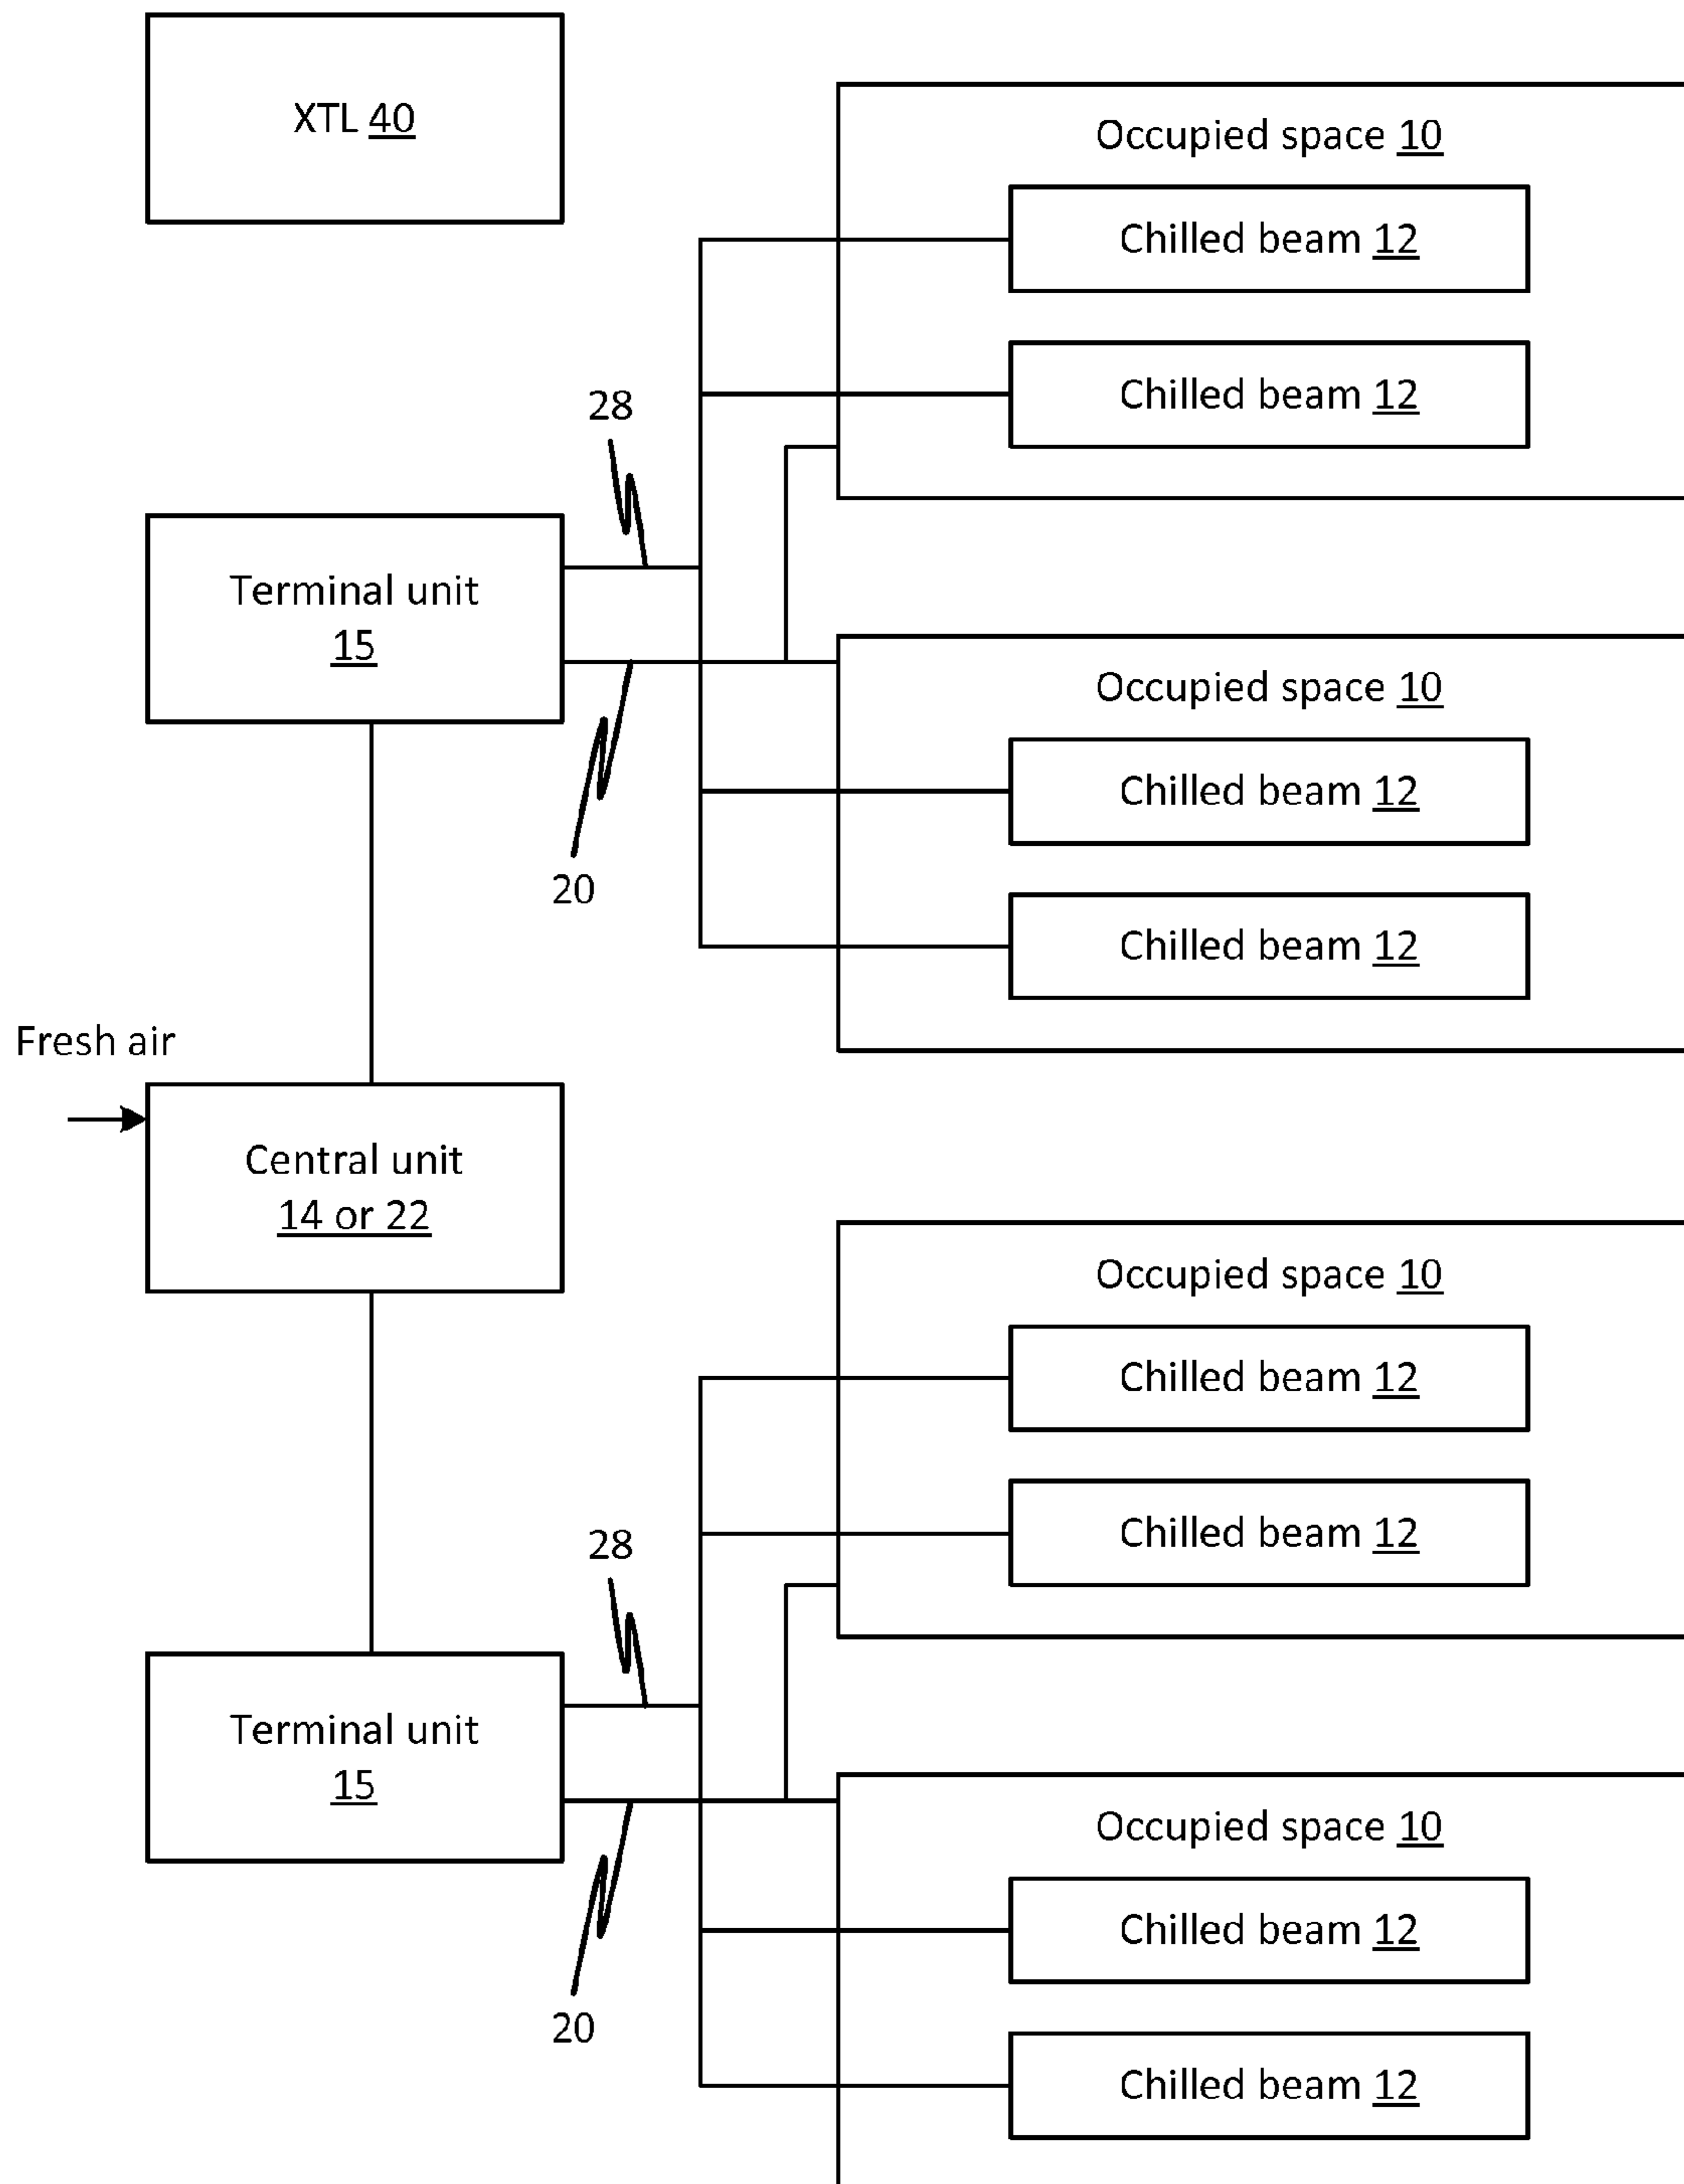 XTL 40
Occupied space 10
Chilled beam 12
Chilled beam 12
28
Terminal unit
15
20
Occupied space 10
Chilled beam 12
Chilled beam 12
Fresh air
Central unit
14 or 22
Occupied space 10
Chilled beam 12
Chilled beam 12
28
Terminal unit
15
20
Occupied space 10
Chilled beam 12
Chilled beam 12